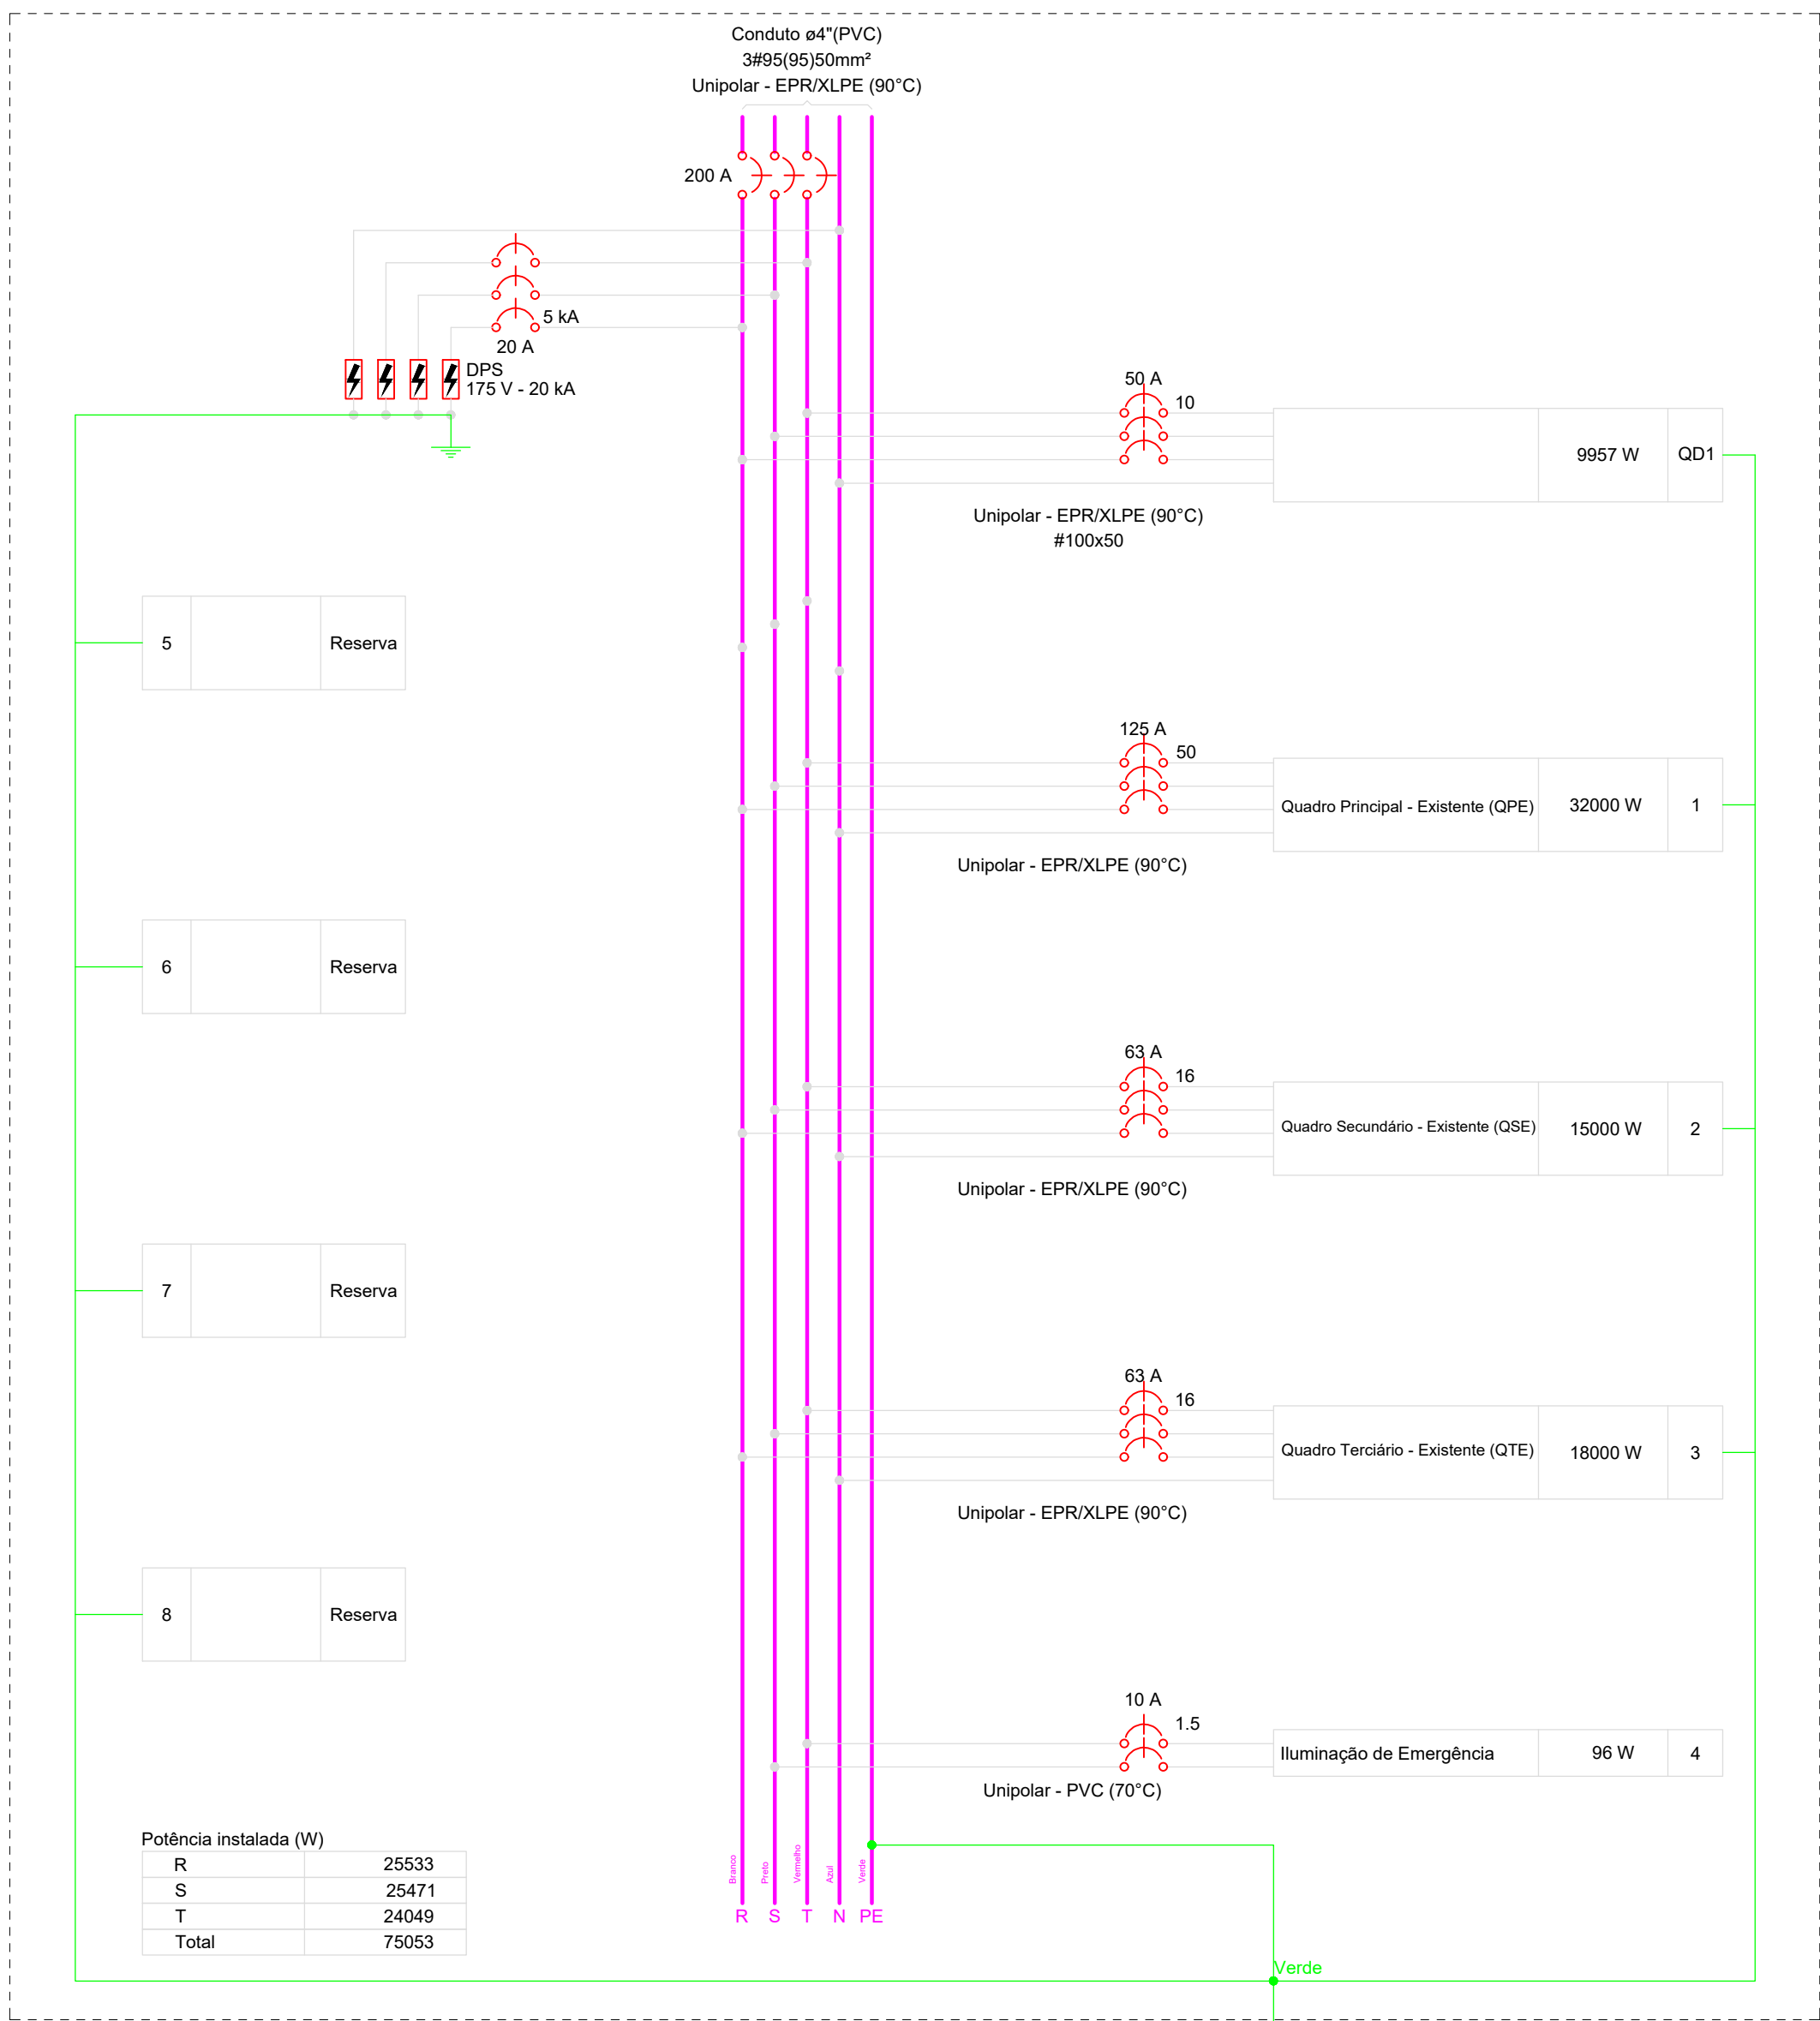 Conduto ø4"(PVC)
3#95(95)50mm²
Unipolar - EPR/XLPE (90°C)
200 A
5 kA
20 A
DPS
175 V - 20 kA
50 A
10
9957 W
QD1
Unipolar - EPR/XLPE (90°C)
#100x50
5
Reserva
125 A
50
Quadro Principal - Existente (QPE)
32000 W
1
Unipolar - EPR/XLPE (90°C)
6
Reserva
63 A
16
Quadro Secundário - Existente (QSE)
15000 W
2
Unipolar - EPR/XLPE (90°C)
7
Reserva
63 A
16
Quadro Terciário - Existente (QTE)
18000 W
3
Unipolar - EPR/XLPE (90°C)
8
Reserva
10 A
1.5
Iluminação de Emergência
96 W
4
Unipolar - PVC (70°C)
Potência instalada (W)
R 25533
S 25471
T 24049
Total 75053
Branco
Preto
Vermelho
Azul
Verde
R S T N PE
Verde